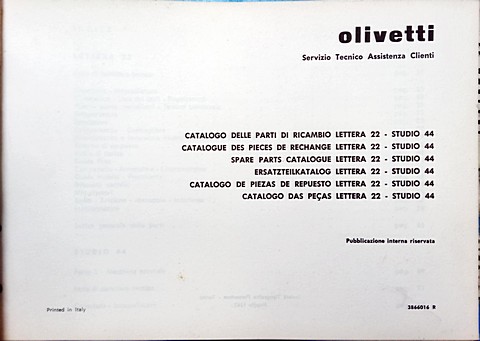 olivetti
Servizio Tecnico Assistenza Clienti
CATALOGO DELLE PARTI DI RICAMBIO LETTERA 22 - STUDIO 44
CATALOGUE DES PIECES DE RECHANGE LETTERA 22 - STUDIO 44
SPARE PARTS CATALOGUE LETTERA 22 - STUDIO 44
ERSATZTEILKATALOG LETTERA 22 - STUDIO 44
CATALOGO DE PIEZAS DE REPUESTO LETTERA 22 - STUDIO 44
CATALOGO DAS PEÇAS LETTERA 22 - STUDIO 44
Pubblicazione interna riservata
Printed in Italy
3866016 R